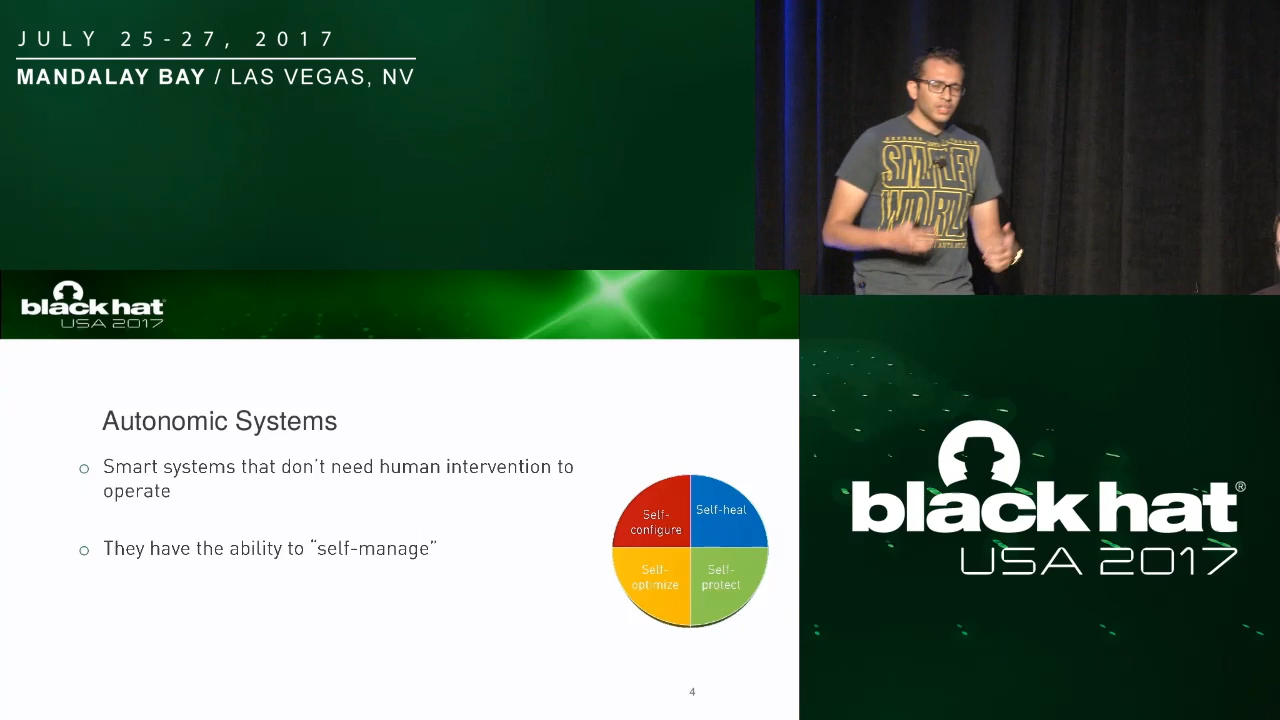 JULY 25-27, 2017
MANDALAY BAY / LAS VEGAS, NV
SMILEY
WORLD
black hat
USA 2017
Autonomic Systems
Smart systems that don't need human intervention to
operate
They have the ability to “self-manage”
Self-
configure
Self-heal
Self-
optimize
Self-
protect
4
black hat®
USA 2017